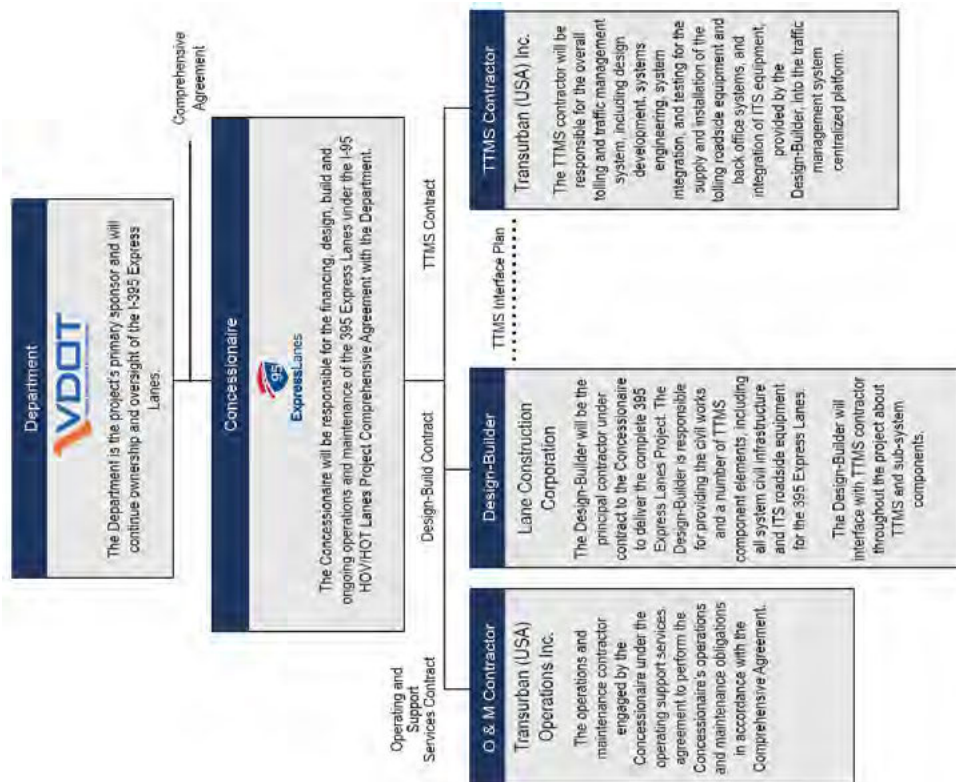 Department
VDOT
The Department is the project's primary sponsor and will
continue ownership and oversight of the I-395 Express
Lanes.
Comprehensive
Agreement
Concessionaire
95
ExpressLanes
The Concessionaire will be responsible for the financing, design, build and
ongoing operations and maintenance of the 395 Express Lanes under the I-95
HOV/HOT Lanes Project Comprehensive Agreement with the Department.
Operating and
Support
Services Contract
Design-Build Contract
TTMS Contract
O & M Contractor
Transurban (USA)
Operations Inc.
The operations and
maintenance contractor
engaged by the
Concessionaire under the
operating support services
agreement to perform the
Concessionaire's operations
and maintenance obligations
in accordance with the
Comprehensive Agreement.
Design-Builder
Lane Construction
Corporation
The Design-Builder will be the
principal contractor under
contract to the Concessionaire
to deliver the complete 395
Express Lanes Project. The
Design-Builder is responsible
for providing the civil works
and a number of TTMS
component elements, including
all system civil infrastructure
and ITS roadside equipment
for the 395 Express Lanes.
The Design-Builder will
interface with TTMS contractor
throughout the project about
TTMS and sub-system
components.
TTMS Interface Plan
TTMS Contractor
Transurban (USA) Inc.
The TTMS contractor will be
responsible for the overall
tolling and traffic management
system, including design
development, systems
engineering, system
integration, and testing for the
supply and installation of the
tolling roadside equipment and
back office systems, and
integration of ITS equipment,
provided by the
Design-Builder, into the traffic
management system
centralized platform.